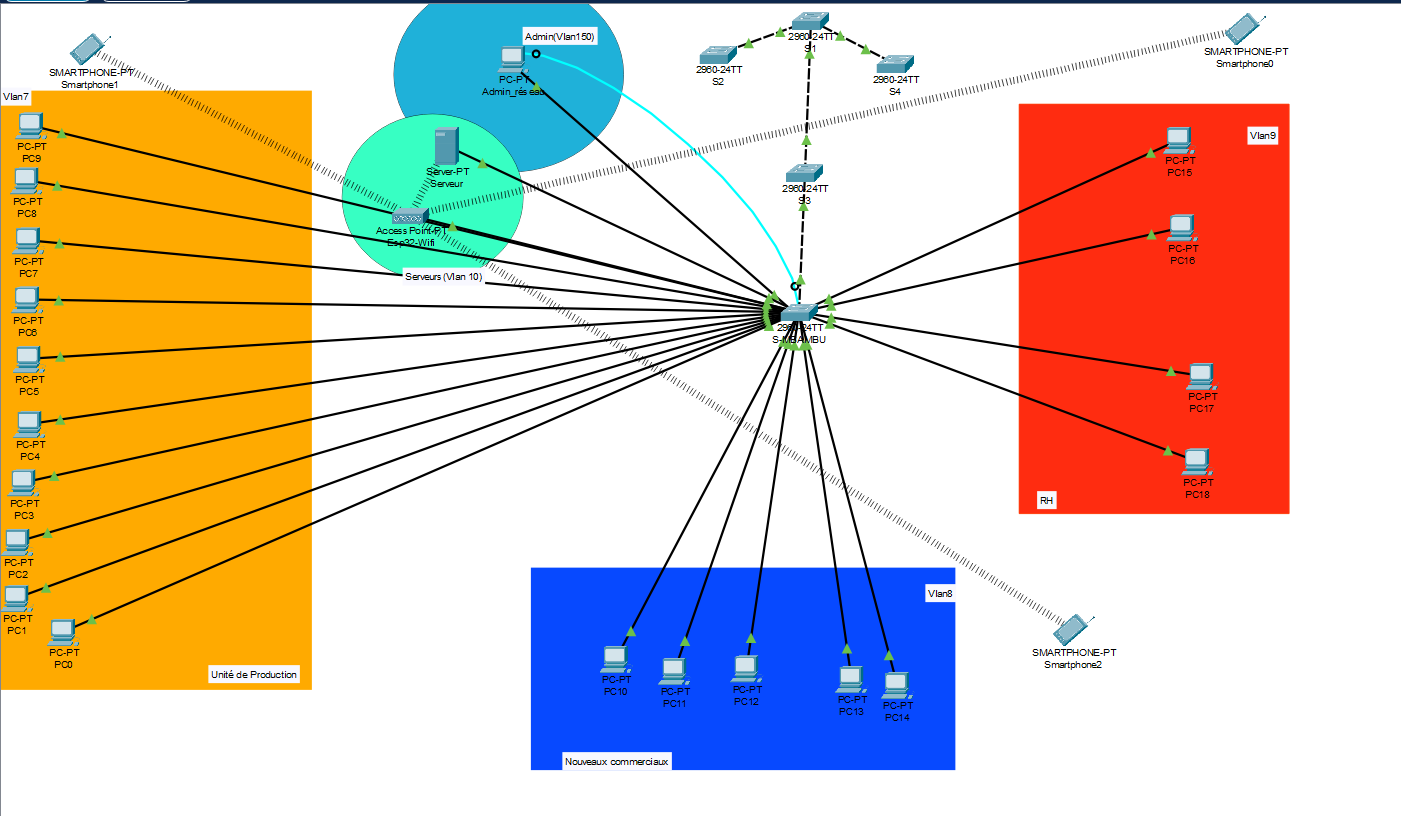 Admin(Vlan150)
PC-PT
Admin_réseau
2960-24TT
S1
2960-24TT
S2
2960-24TT
S4
SMARTPHONE-PT
Smartphone0
SMARTPHONE-PT
Smartphone1
Vlan7
PC-PT
PC9
PC-PT
PC8
PC-PT
PC7
PC-PT
PC6
PC-PT
PC5
PC-PT
PC4
PC-PT
PC3
PC-PT
PC2
PC-PT
PC1
PC-PT
PC0
Unité de Production
Server-PT
Serveur
Access Point-PT
Esp32-Wifi
Serveurs (Vlan 10)
2960-24TT
S3
2960-24TT
S-MBAMBU
Vlan9
PC-PT
PC15
PC-PT
PC16
PC-PT
PC17
PC-PT
PC18
RH
Vlan8
PC-PT
PC10
PC-PT
PC11
PC-PT
PC12
PC-PT
PC13
PC-PT
PC14
Nouveaux commerciaux
SMARTPHONE-PT
Smartphone2